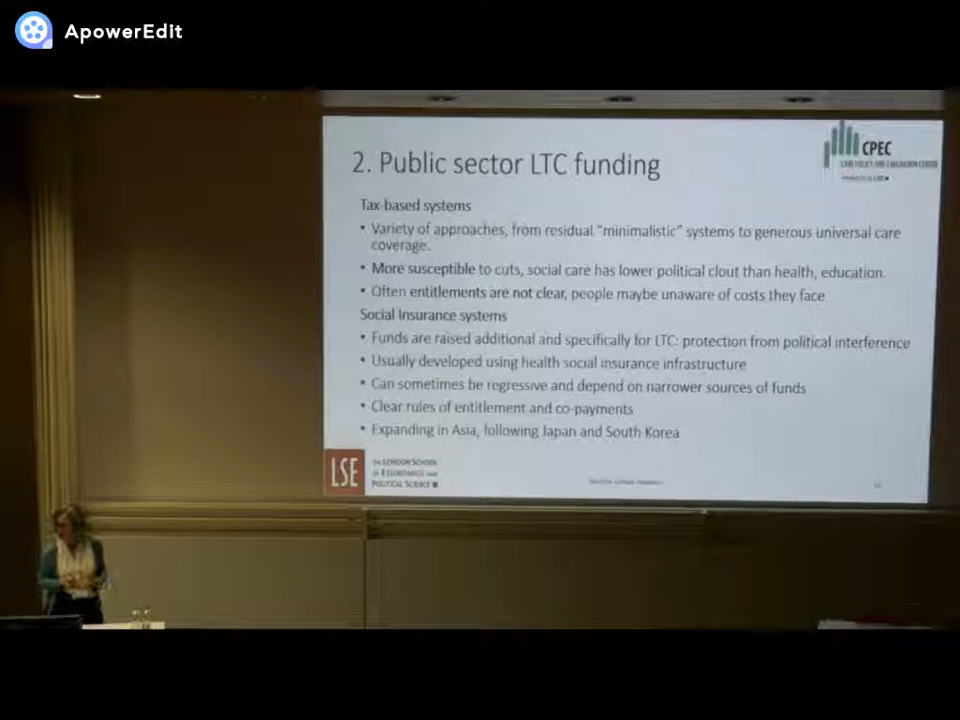 ApowerEdit
CPEC
CARE POLICY AND EVALUATION CENTRE
2. Public sector LTC funding
Tax-based systems
• Variety of approaches, from residual "minimalistic" systems to generous universal care
coverage.
• More susceptible to cuts, social care has lower political clout than health, education.
• Often entitlements are not clear, people maybe unaware of costs they face
Social Insurance systems
• Funds are raised additional and specifically for LTC: protection from political interference
• Usually developed using health social insurance infrastructure
• Can sometimes be regressive and depend on narrower sources of funds
• Clear rules of entitlement and co-payments
• Expanding in Asia, following Japan and South Korea
LSE
THE LONDON SCHOOL
OF ECONOMICS AND
POLITICAL SCIENCE